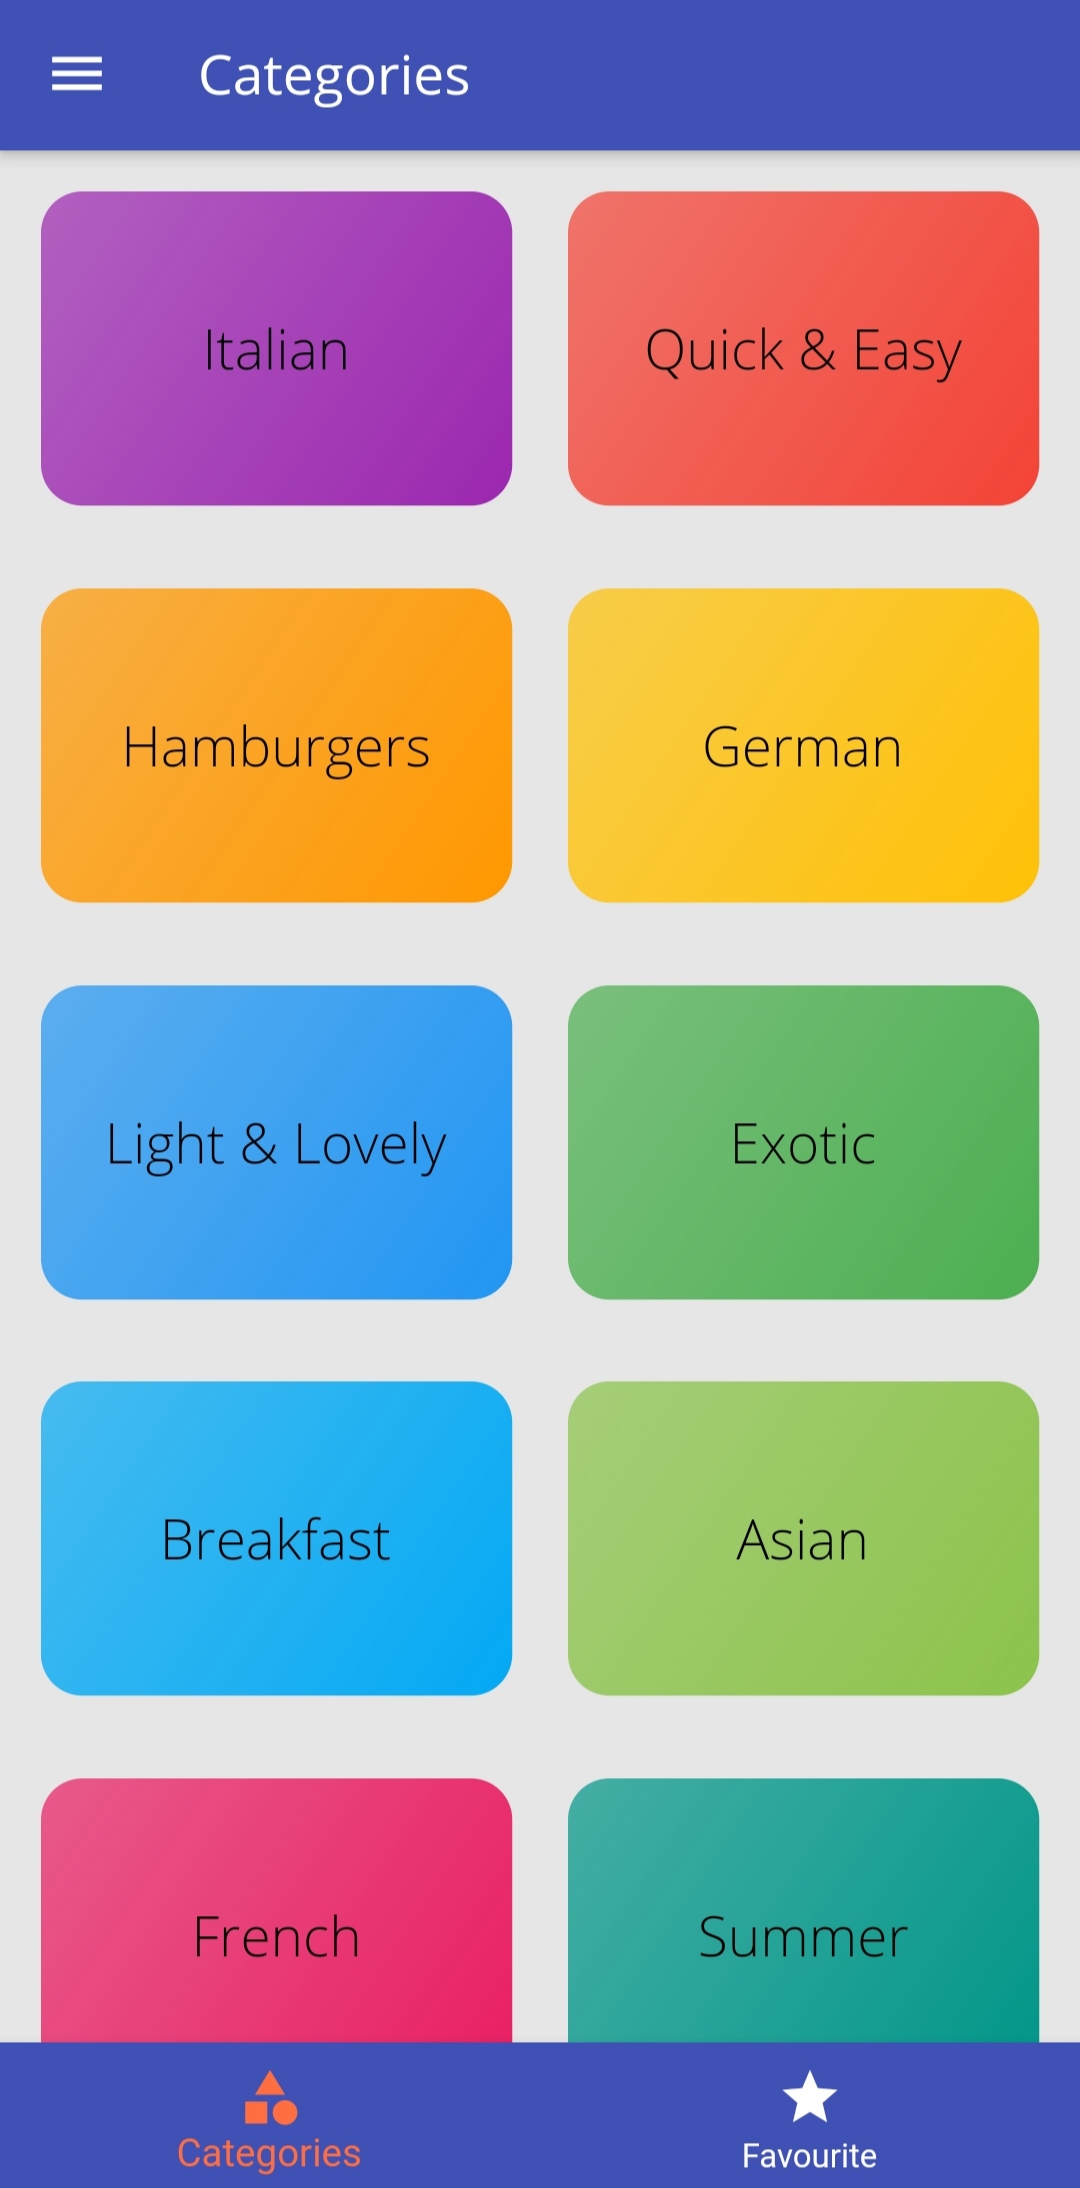 Categories
Italian
Quick & Easy
Hamburgers
German
Light & Lovely
Exotic
Breakfast
Asian
French
Summer
Categories
Favourite